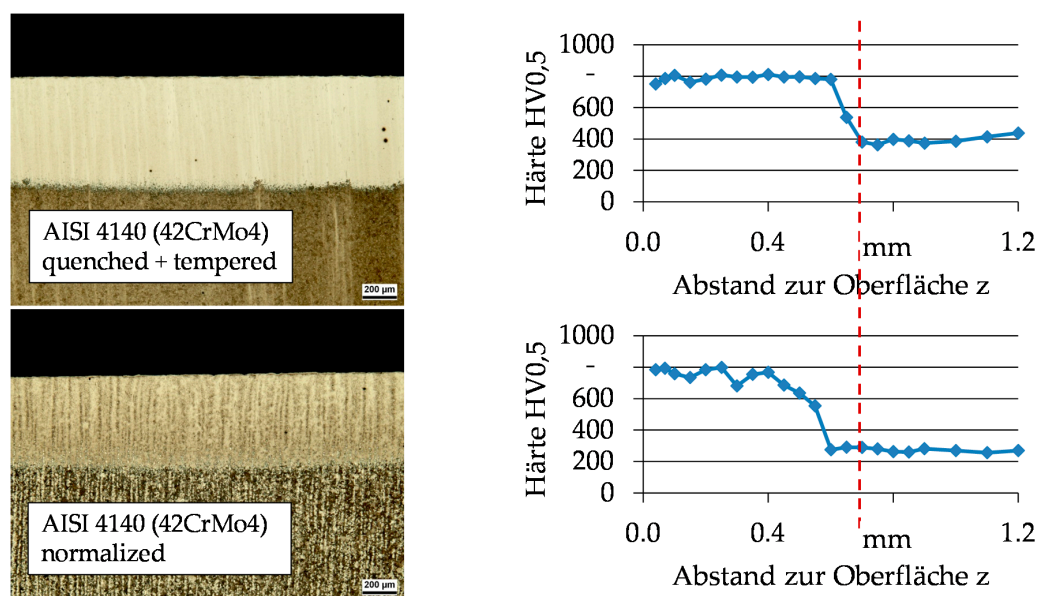 AISI 4140 (42CrMo4)
quenched + tempered
200 µm
Härte HV0,5
1000
-
600
400
200
0
0.0
0.4
mm
1.2
Abstand zur Oberfläche z
AISI 4140 (42CrMo4)
normalized
200 µm
Härte HV0,5
1000
-
600
400
200
0
0.0
0.4
mm
1.2
Abstand zur Oberfläche z